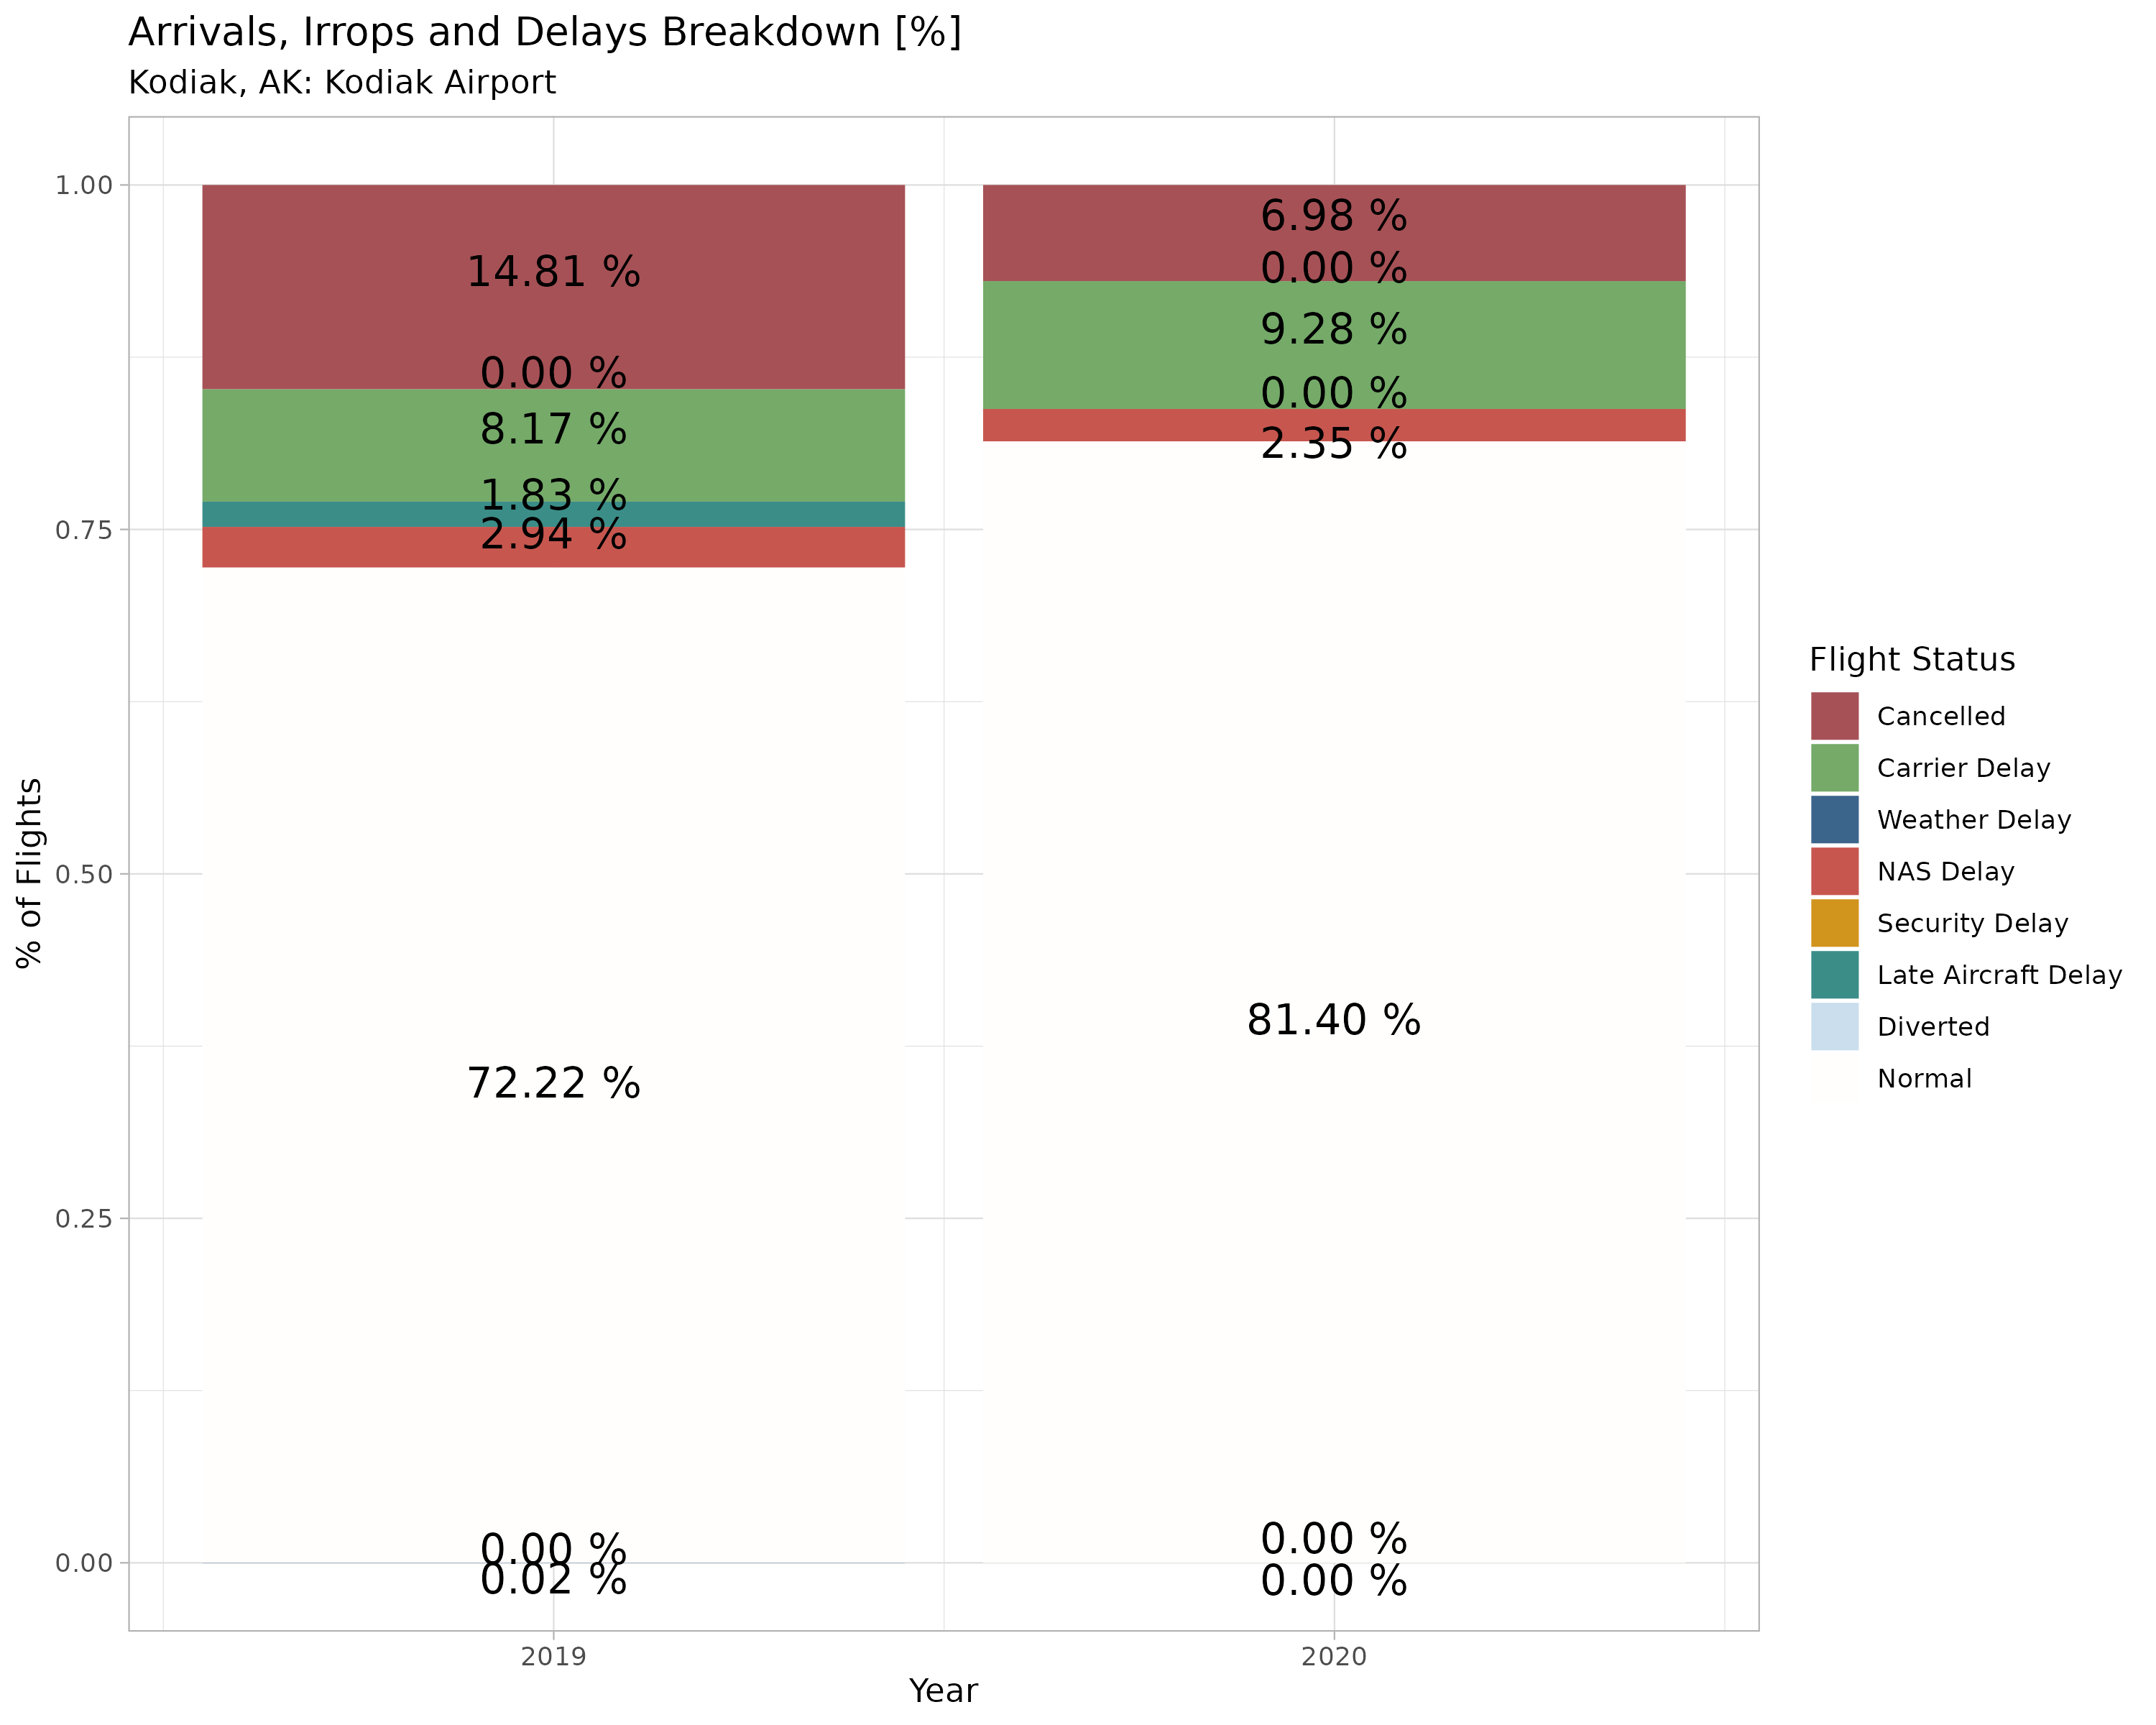 Arrivals, Irrops and Delays Breakdown [%]
Kodiak, AK: Kodiak Airport
% of Flights
1.00
0.75
0.50
0.25
0.00
14.81 %
0.00 %
8.17 %
1.83 %
2.94 %
72.22 %
0.00 %
0.02 %
6.98 %
0.00 %
9.28 %
0.00 %
2.35 %
81.40 %
0.00 %
0.00 %
2019
2020
Year
Flight Status
Cancelled
Carrier Delay
Weather Delay
NAS Delay
Security Delay
Late Aircraft Delay
Diverted
Normal